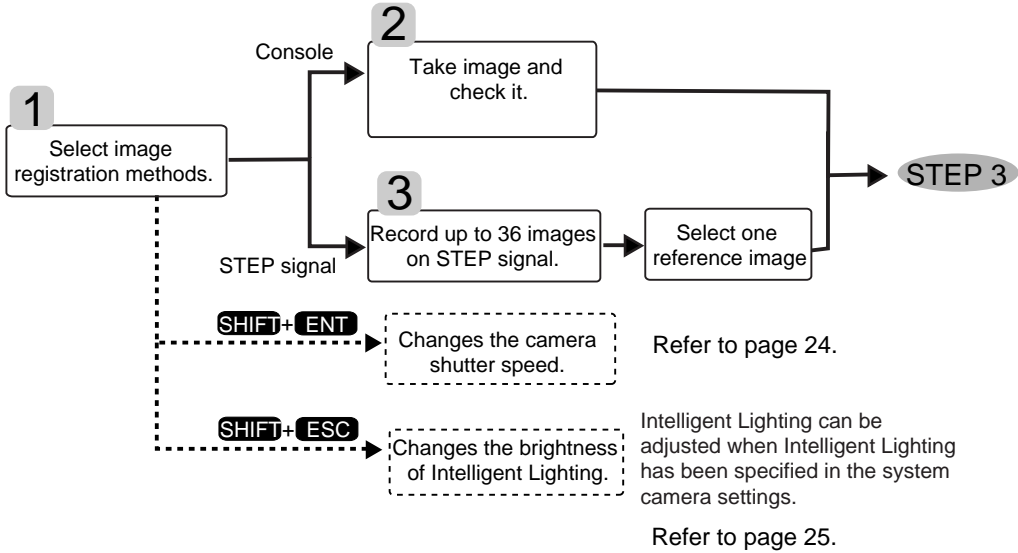 1
Select image
registration methods.
Console
2
Take image and
check it.
STEP signal
3
Record up to 36 images
on STEP signal.
Select one
reference image
STEP 3
SHIFT+ ENT
Changes the camera
shutter speed.
Refer to page 24.
SHIFT+ ESC
Changes the brightness
of Intelligent Lighting.
Intelligent Lighting can be
adjusted when Intelligent Lighting
has been specified in the system
camera settings.
Refer to page 25.